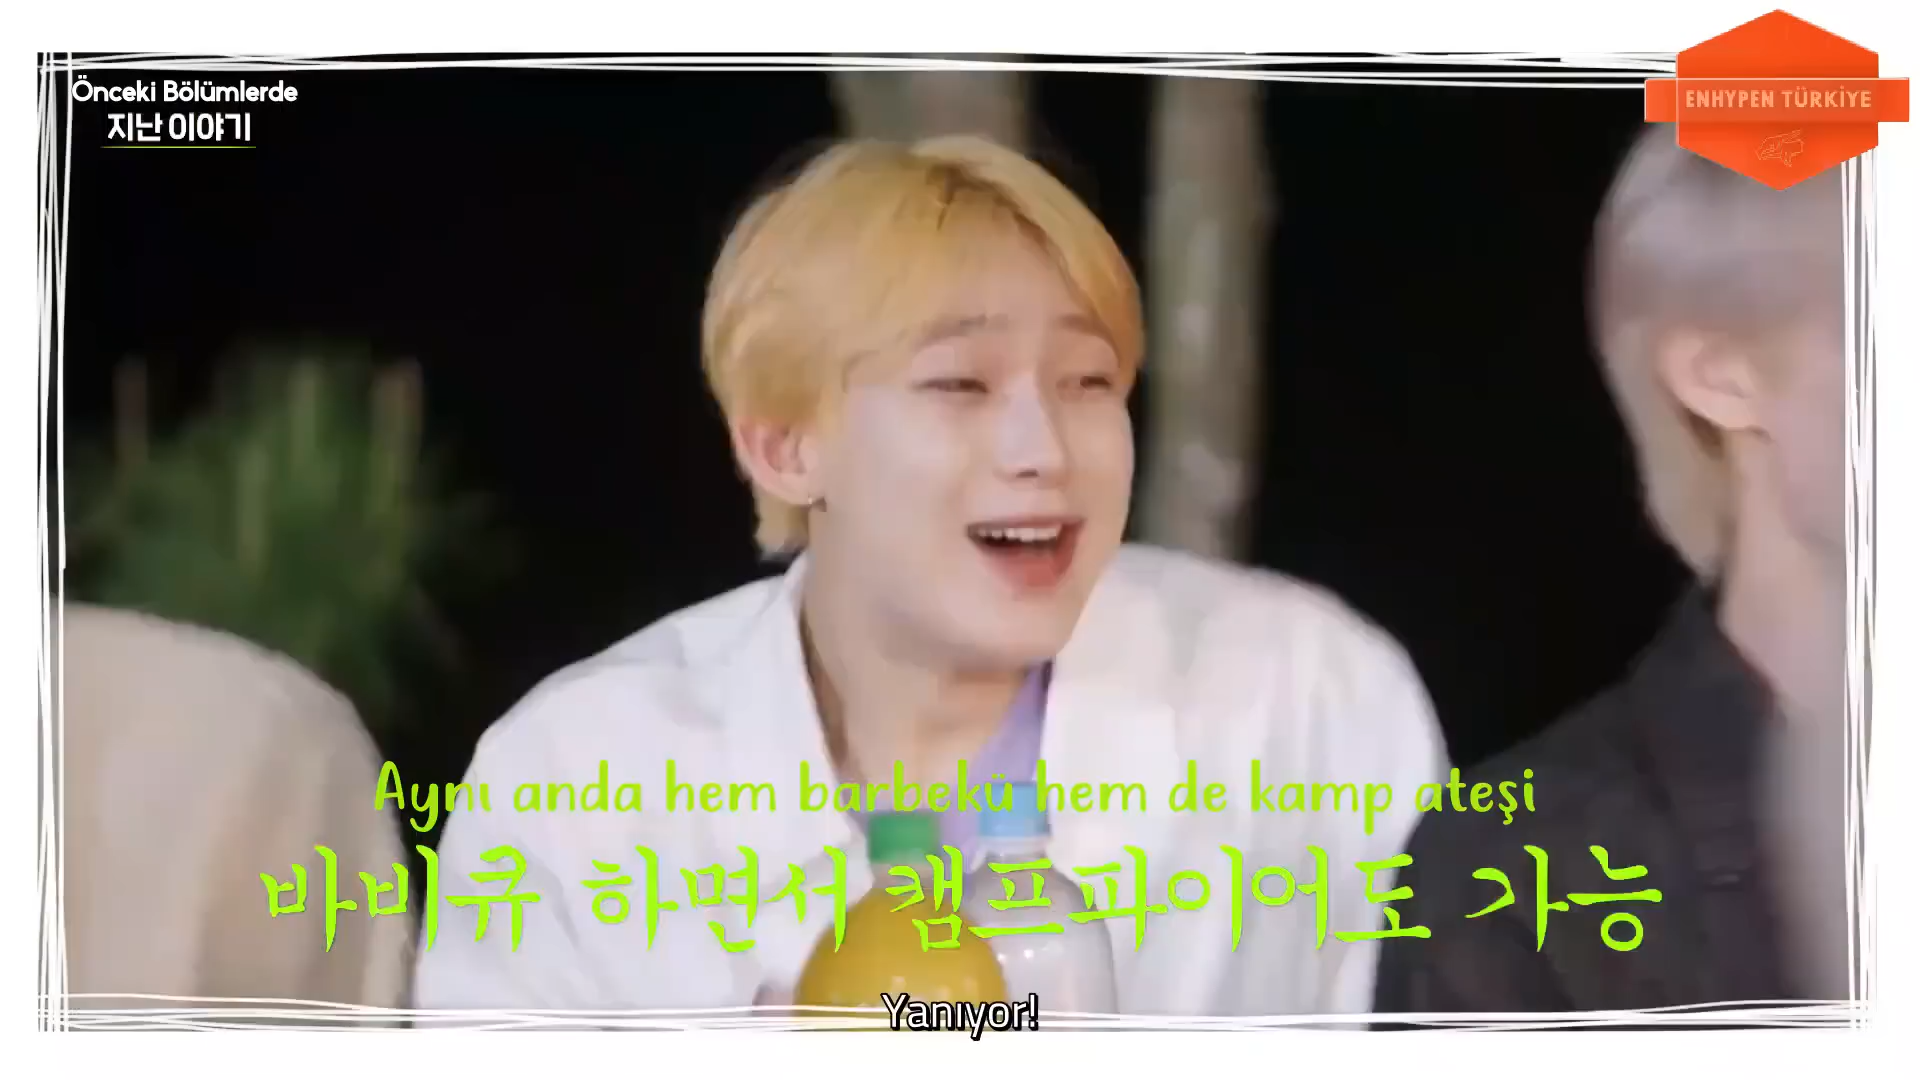 Önceki Bölümlerde
지난 이야기
ENHYPEN TÜRKİYE
Aynı anda hem barbekü hem de kamp ateşi
바비큐 하면서 캠프파이어도 가능
Yanıyor!